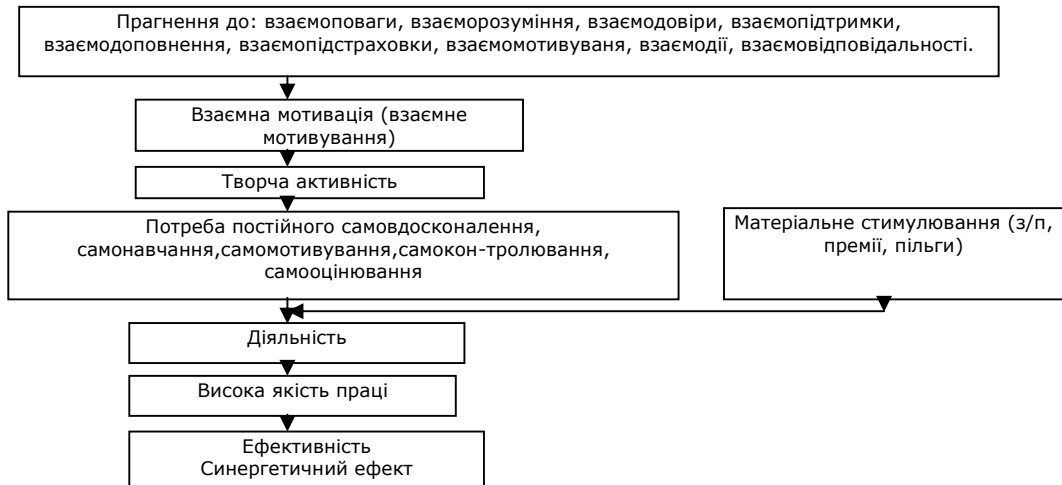 Прагнення до: взаємоповаги, взаєморозуміння, взаємодовіри, взаємопідтримки,
взаємодоповнення, взаємопідстраховки, взаємомотивуваня, взаємодії, взаємовідповідальності.
Взаємна мотивація (взаємне
мотивування)
Творча активність
Потреба постійного самовдосконалення,
самонавчання,самомотивування,самокон-тролювання,
самооцінювання
Матеріальне стимулювання (з/п,
премії, пільги)
Діяльність
Висока якість праці
Ефективність
Синергетичний ефект